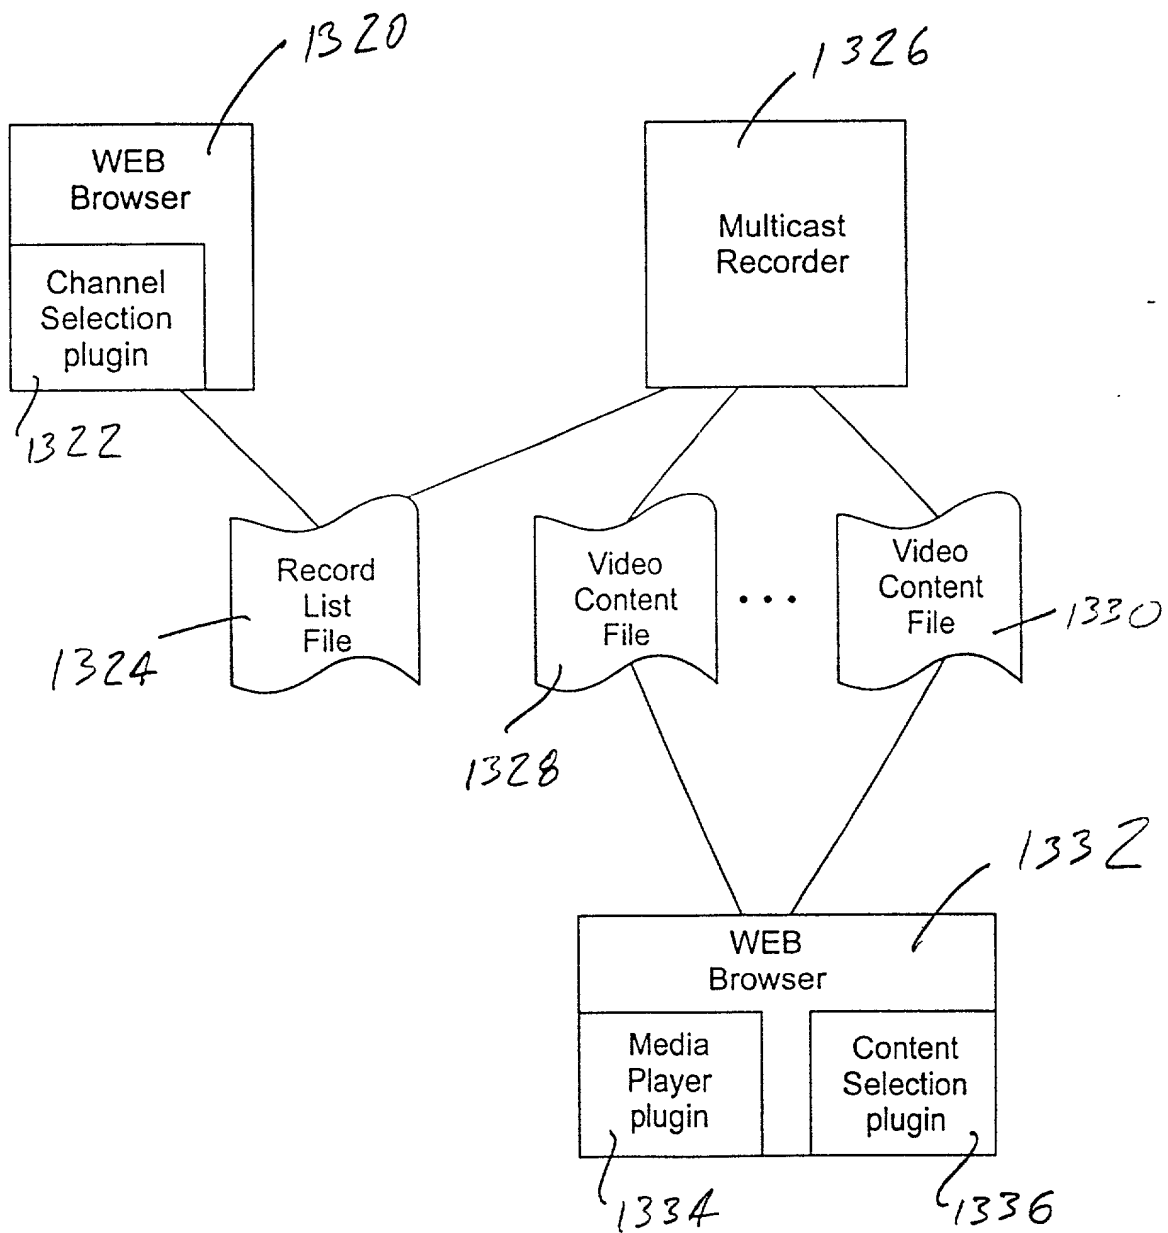 1320
1326
WEB
Browser
Channel
Selection
plugin
1322
Multicast
Recorder
Record
List
File
1324
Video
Content
File
1328
• • •
Video
Content
File
1330
1332
WEB
Browser
Media
Player
plugin
Content
Selection
plugin
1334
1336